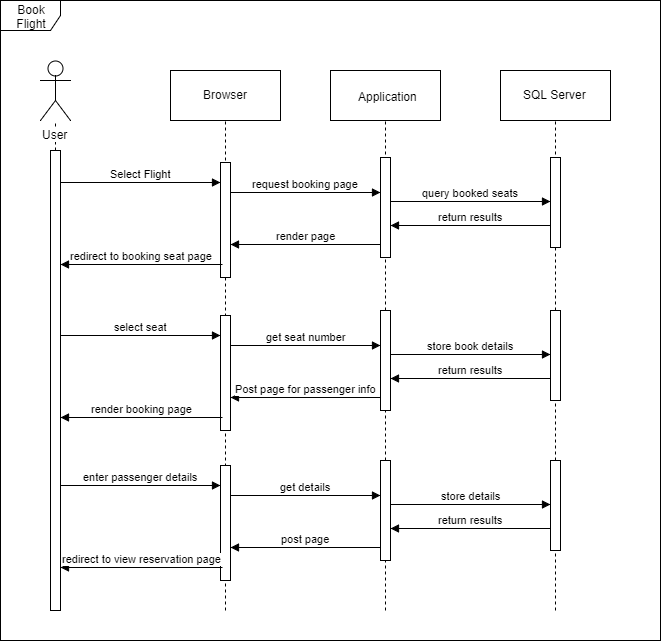 Book
Flight
User
Browser
Application
SQL Server
Select Flight
request booking page
query booked seats
return results
render page
redirect to booking seat page
select seat
get seat number
store book details
return results
Post page for passenger info
render booking page
enter passenger details
get details
store details
return results
post page
redirect to view reservation page